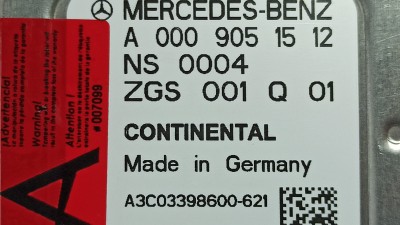 MERCEDES-BENZ
A 000 905 15 12
NS 0004
ZGS 001 Q 01
CONTINENTAL
Made in Germany
A3C03398600-621
¡Advertencia!
Warning!
Attention !
#007099
A